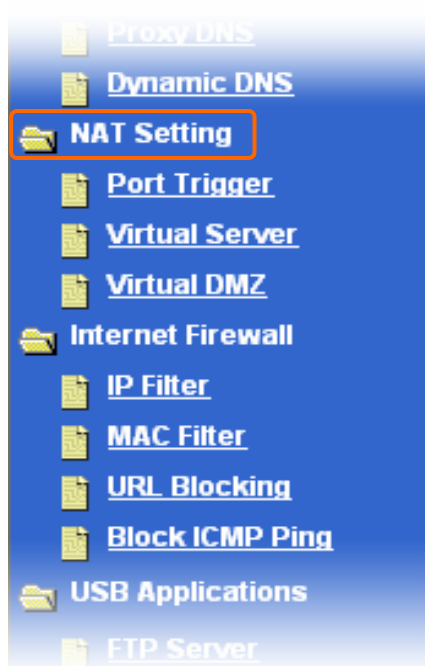 Proxy DNS
Dynamic DNS
NAT Setting
Port Trigger
Virtual Server
Virtual DMZ
Internet Firewall
IP Filter
MAC Filter
URL Blocking
Block ICMP Ping
USB Applications
FTP Server